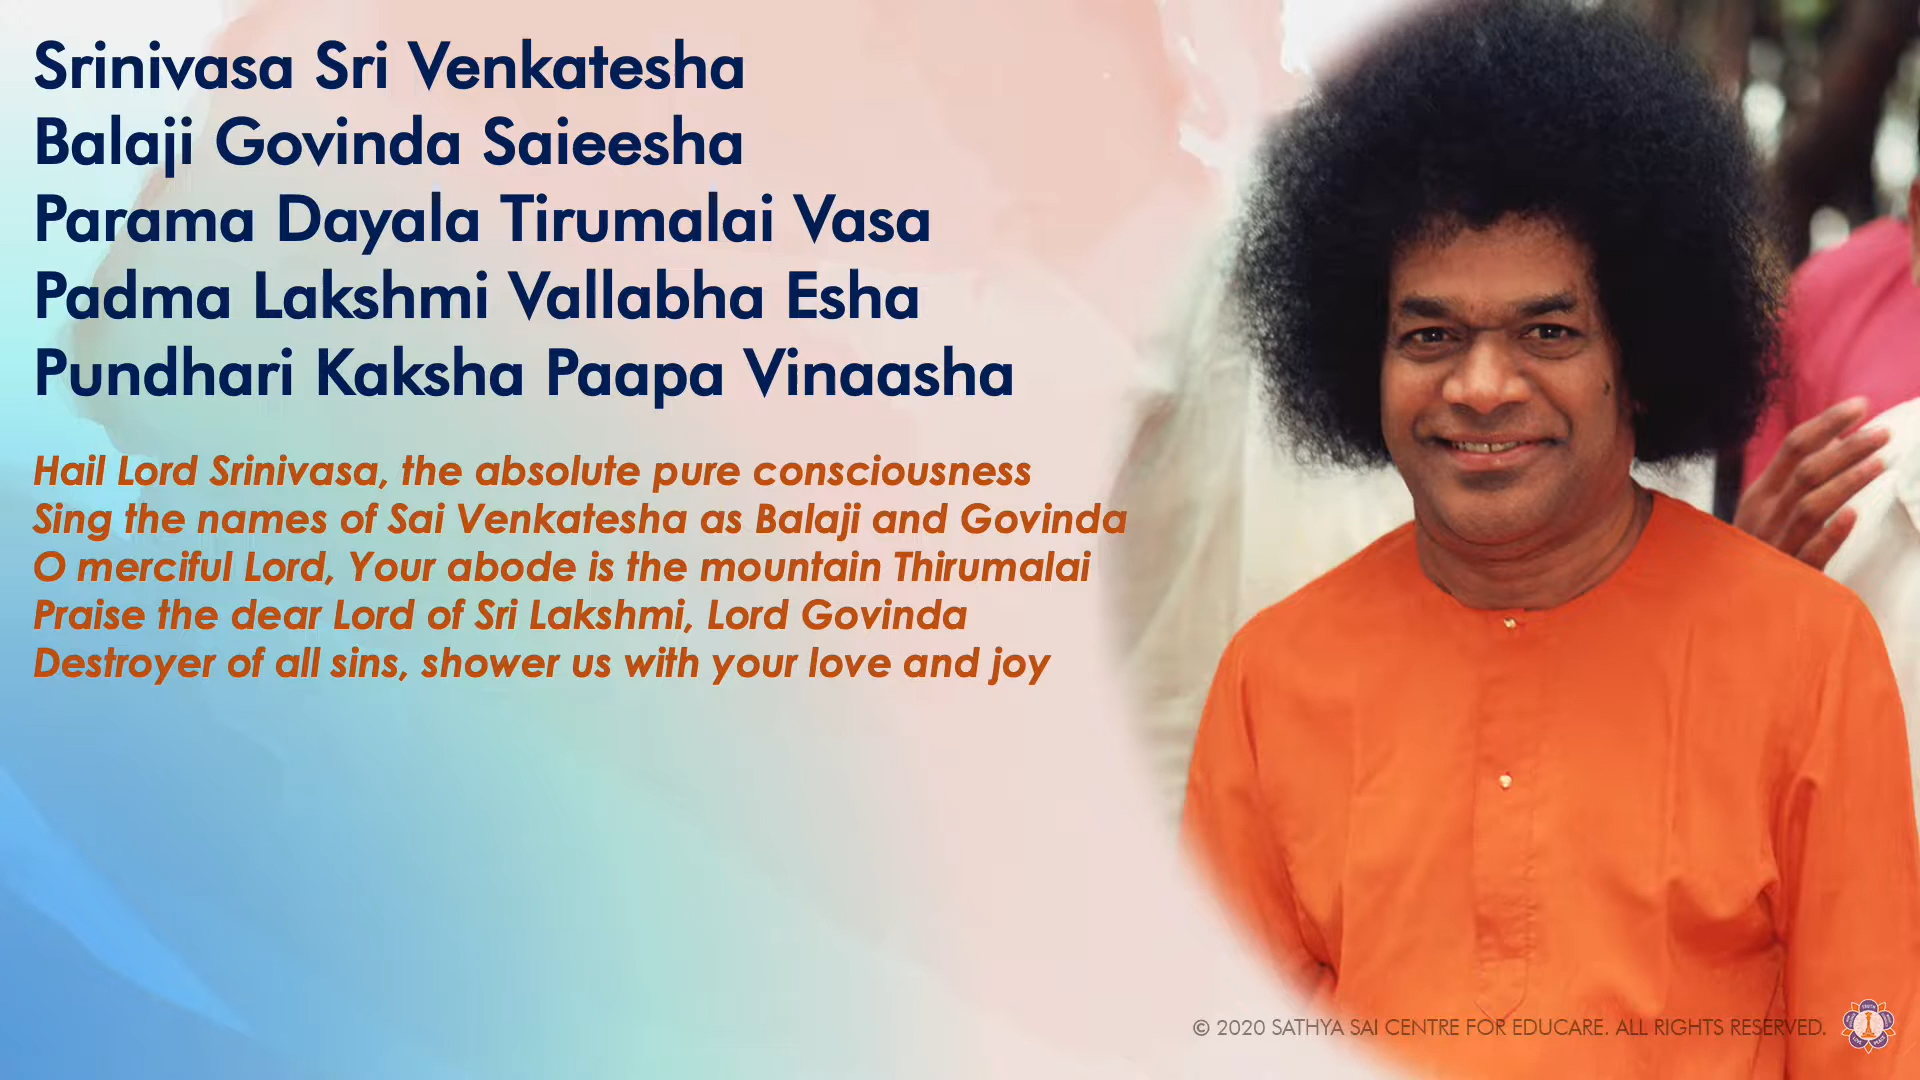 Srinivasa Sri Venkatesha
Balaji Govinda Saieesha
Parama Dayala Tirumalai Vasa
Padma Lakshmi Vallabha Esha
Pundhari Kaksha Paapa Vinaasha
Hail Lord Srinivasa, the absolute pure consciousness
Sing the names of Sai Venkatesha as Balaji and Govinda
O merciful Lord, Your abode is the mountain Thirumalai
Praise the dear Lord of Sri Lakshmi, Lord Govinda
Destroyer of all sins, shower us with your love and joy
© 2020 SATHYA SAI CENTRE FOR EDUCARE. ALL RIGHTS RESERVED.